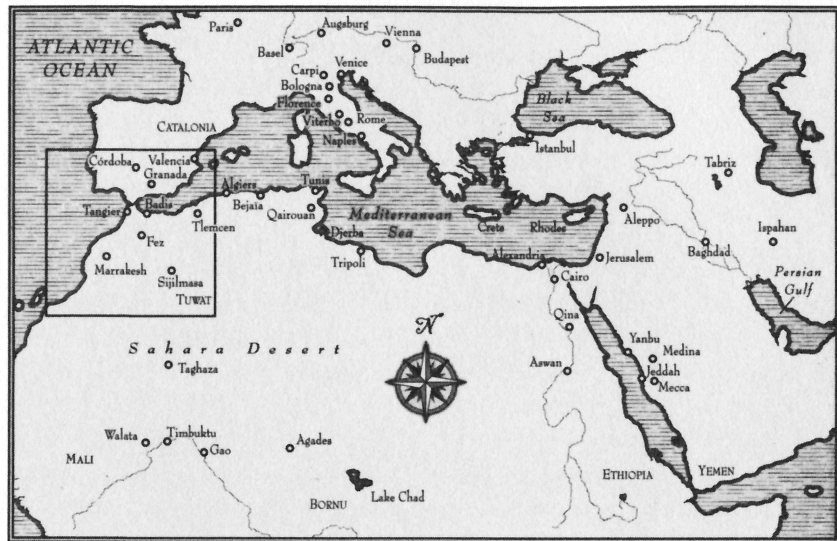 Paris
Augsburg
Vienna
ATLANTIC
OCEAN
Basel
Budapest
Carpi
Venice
Bologna
Florence
Viterbo
Rome
Naples
Black
Sea
Istanbul
CATALONIA
Córdoba
Valencia
Granada
Tangier
Badis
Algiers
Bejaïa
Tunis
Tlemcen
Qairouan
Mediterranean
Sea
Djerba
Tripoli
Crete
Rhodes
Alexandria
Cairo
Jerusalem
Aleppo
Tabriz
Baghdad
Ispahan
Persian
Gulf
Fez
Marrakesh
Sijilmasa
TUWAT
N
Qina
Aswan
Yanbu
Medina
Jeddah
Mecca
Sahara Desert
Taghaza
Walata
Timbuktu
Gao
Agades
MALI
BORNU
Lake Chad
ETHIOPIA
YEMEN